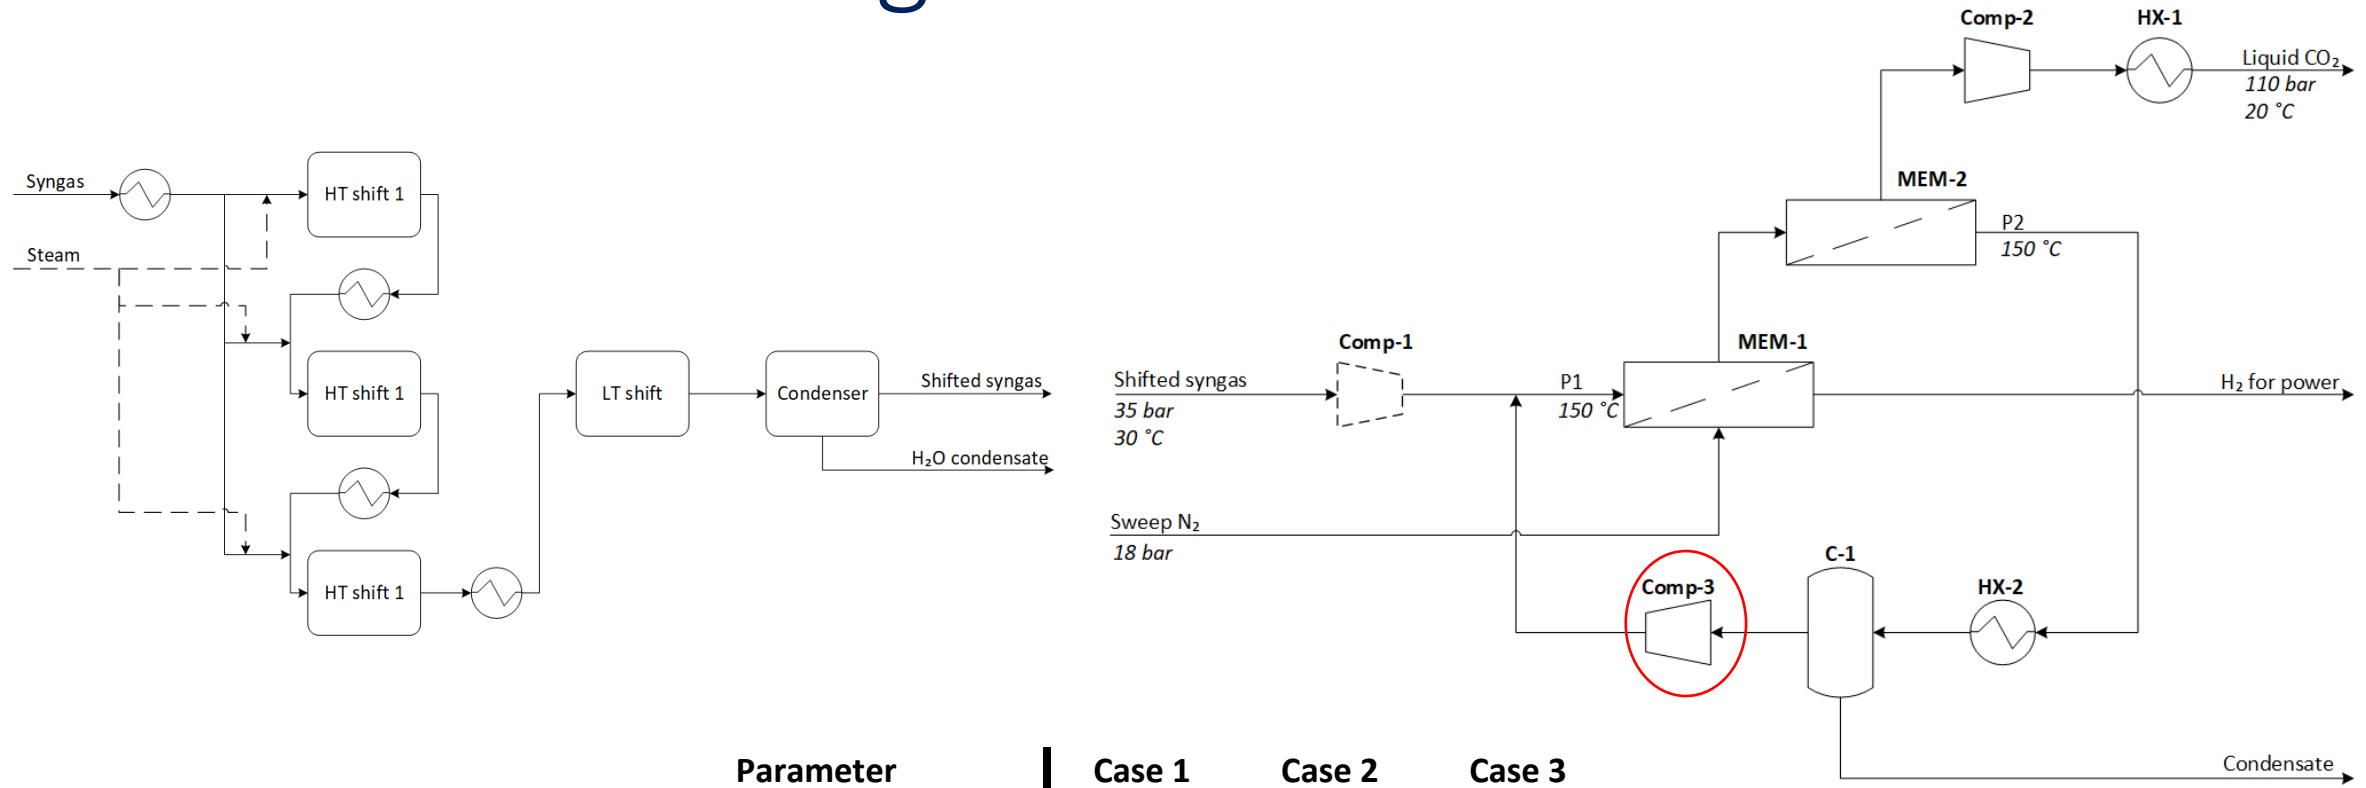 Syngas
Steam
HT shift 1
HT shift 1
HT shift 1
LT shift
Condenser
Shifted syngas
H₂O condensate
Comp-2
HX-1
Liquid CO₂
110 bar
20 ˚C
MEM-2
P2
150 ˚C
Comp-1
MEM-1
Shifted syngas
35 bar
30 ˚C
P1
150 ˚C
H₂ for power
Sweep N₂
18 bar
Comp-3
C-1
HX-2
Condensate
Parameter Case 1 Case 2 Case 3